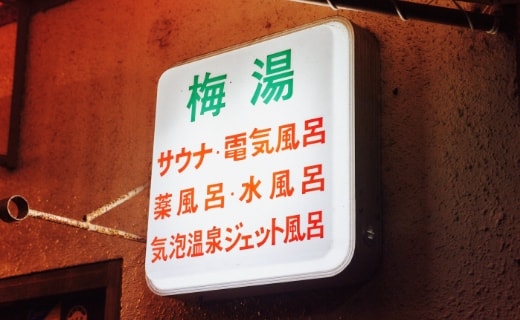 梅湯
サウナ・電気風呂
薬風呂・水風呂
気泡温泉ジェット風呂